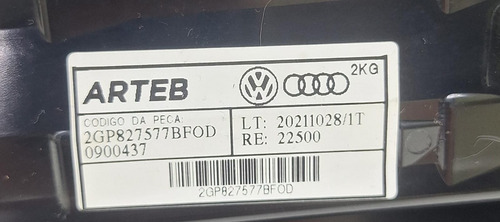 ARTEB
2KG
CODIGO DA PECA:
2GP827577BFOD
0900437
LT: 20211028/1T
RE: 22500
2GP827577BFOD